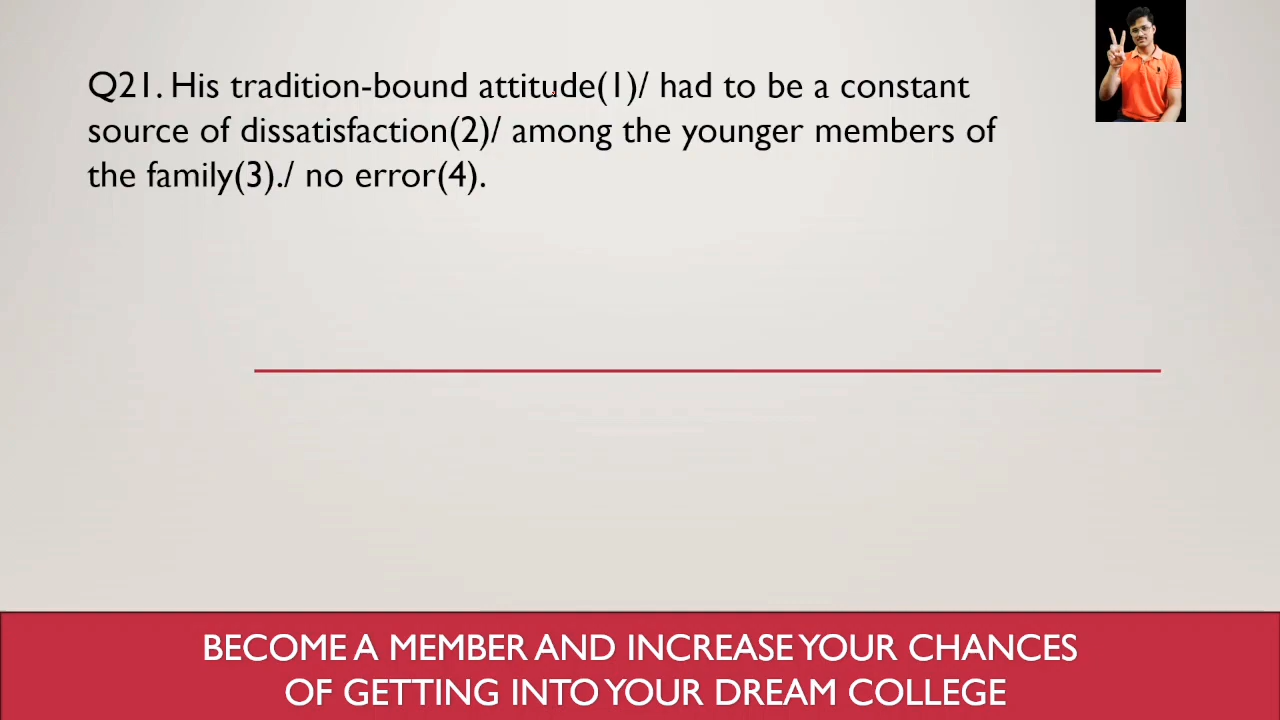 Q21. His tradition-bound attitude(1)/ had to be a constant
source of dissatisfaction(2)/ among the younger members of
the family(3)./ no error(4).
BECOME A MEMBER AND INCREASE YOUR CHANCES
OF GETTING INTO YOUR DREAM COLLEGE